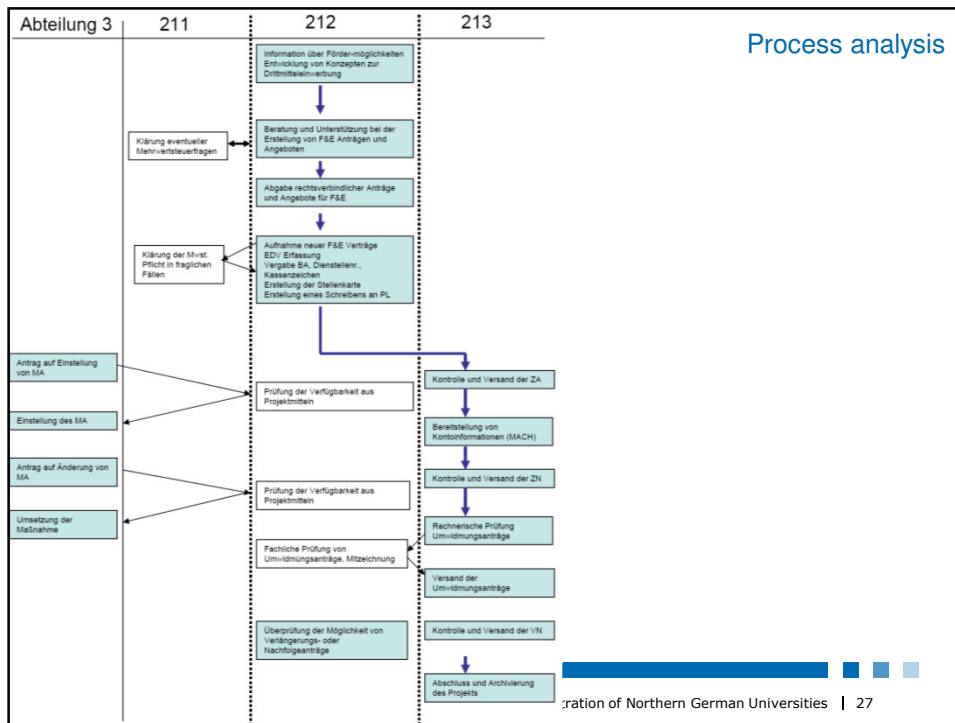 Abteilung 3
211
212
213
Process analysis
Information über Förder-möglichkeiten
Entwicklung von Konzepten zur
Drittmitteleinwerbung
Klärung eventueller
Mehrwertsteuerfragen
Beratung und Unterstützung bei der
Erstellung von F&E Anträgen und
Angeboten
Abgabe rechtsverbindlicher Anträge
und Angebote für F&E
Klärung der Mwst.
Pflicht in fraglichen
Fällen
Aufnahme neuer F&E Verträge
EDV Erfassung
Vergabe BA, Dienstellenr.,
Kassenzeichen
Erstellung der Stellenkarte
Erstellung eines Schreibens an PL
Antrag auf Einstellung
von MA
Prüfung der Verfügbarkeit aus
Projektmitteln
Kontrolle und Versand der ZA
Einstellung des MA
Bereitstellung von
Kontoinformationen (MACH)
Antrag auf Änderung von
MA
Prüfung der Verfügbarkeit aus
Projektmitteln
Kontrolle und Versand der ZN
Umsetzung der
Maßnahme
Rechnerische Prüfung
Umwidmungsanträge
Fachliche Prüfung von
Umwidmungsanträge, Mitzeichnung
Versand der
Umwidmungsanträge
Überprüfung der Möglichkeit von
Verlängerungs- oder
Nachfolgeanträge
Kontrolle und Versand der VN
Abschluss und Archivierung
des Projekts
ration of Northern German Universities | 27